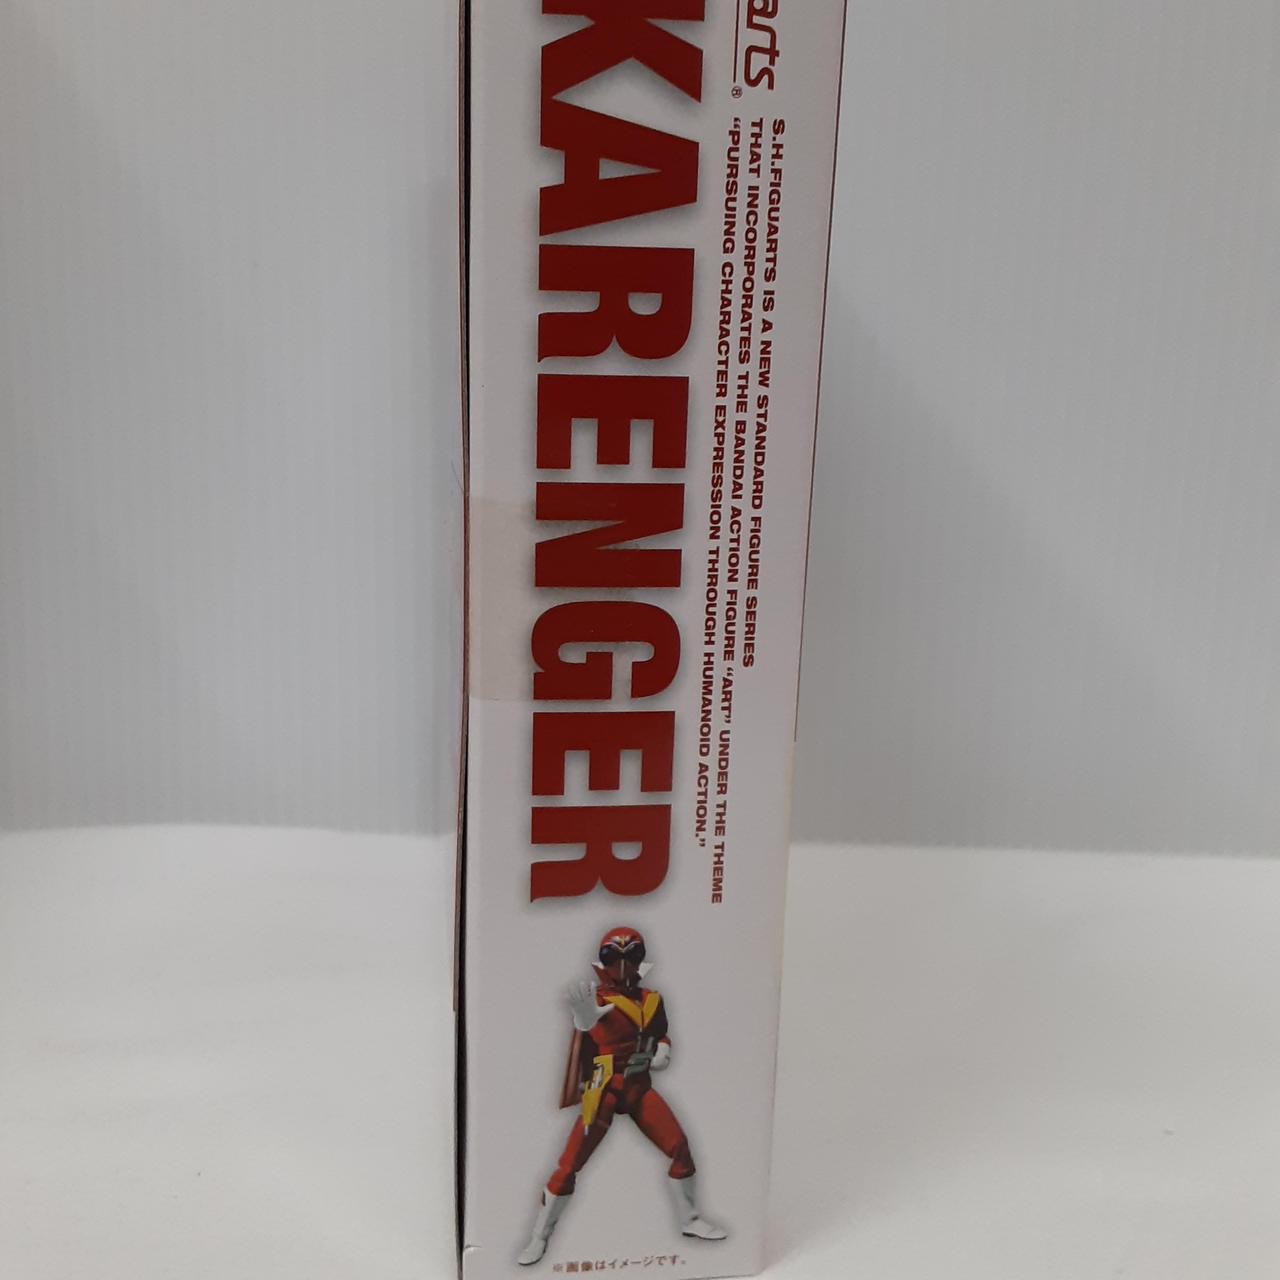 KARENGER
arts®
S.H.FIGUARTS IS A NEW STANDARD FIGURE SERIES
THAT INCORPORATES THE BANDAI ACTION FIGURE “ART” UNDER THE THEME
“PURSUING CHARACTER EXPRESSION THROUGH HUMANOID ACTION.”
※画像はイメージです。